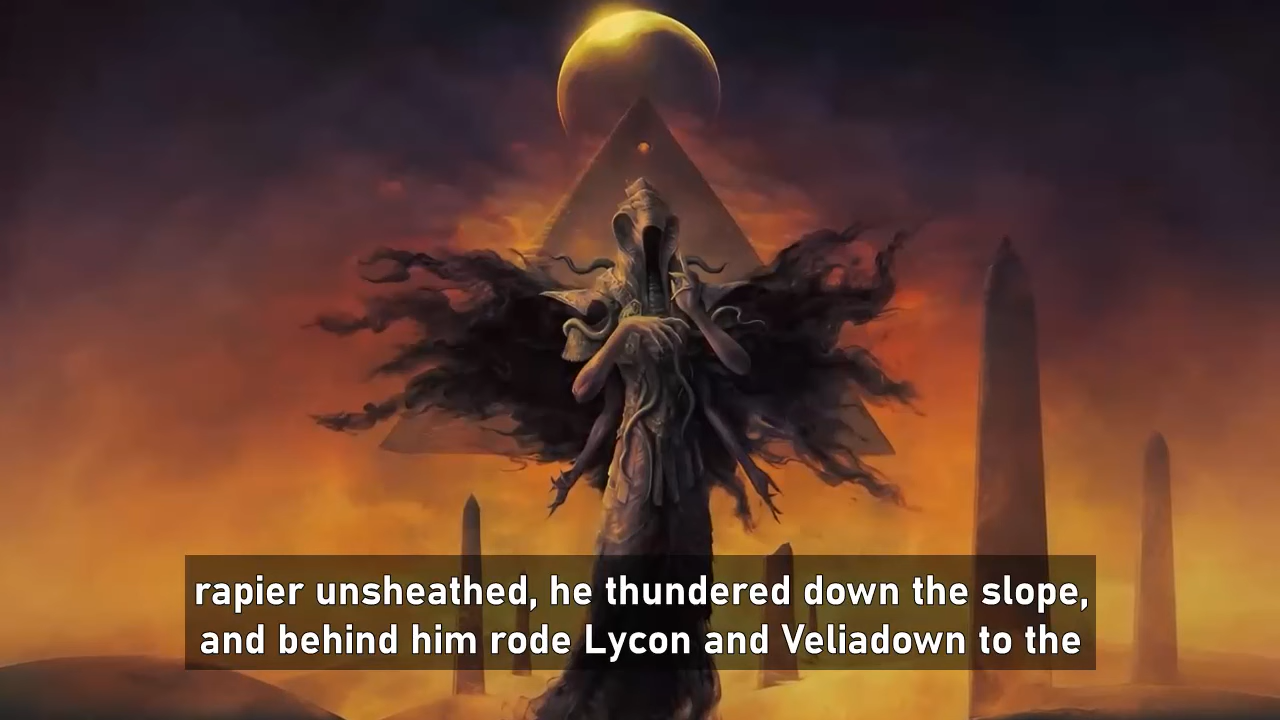 rapier unsheathed, he thundered down the slope,
and behind him rode Lycon and Veliadown to the